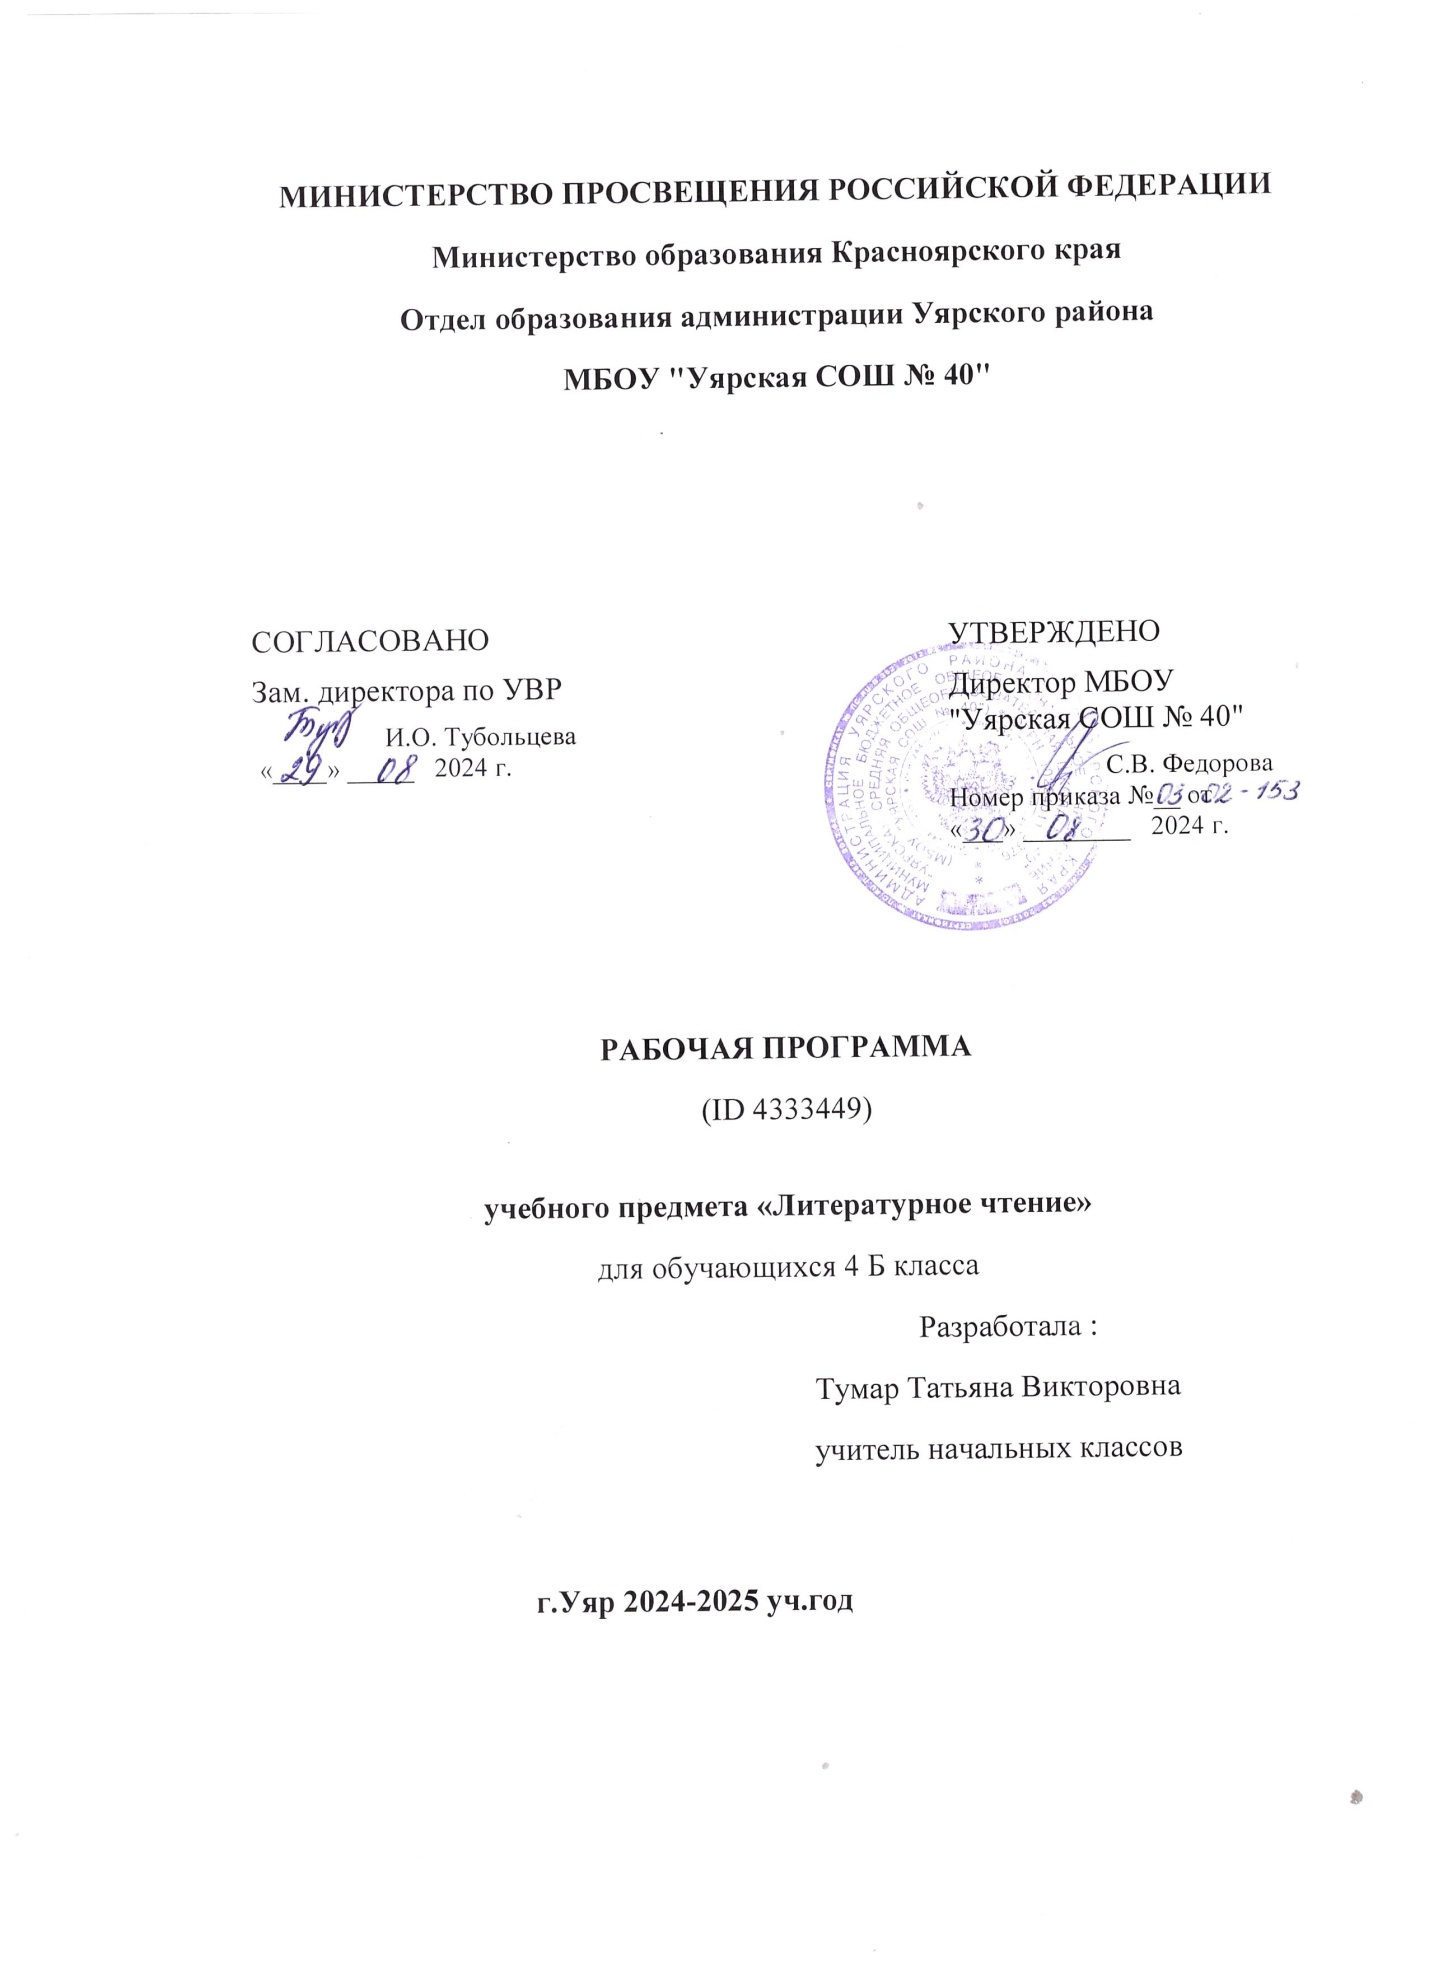 МИНИСТЕРСТВО ПРОСВЕЩЕНИЯ РОССИЙСКОЙ ФЕДЕРАЦИИ
Министерство образования Красноярского края
Отдел образования администрации Уярского района
МБОУ "Уярская СОШ № 40"
СОГЛАСОВАНО
Зам. директора по УВР
И.О. Тубольцева
«29» 08 2024 г.
УТВЕРЖДЕНО
Директор МБОУ
"Уярская СОШ № 40"
С.В. Федорова
Номер приказа №03 от 02-153
«30» 08 2024 г.
РАБОЧАЯ ПРОГРАММА
(ID 4333449)
учебного предмета «Литературное чтение»
для обучающихся 4 Б класса
Разработала :
Тумар Татьяна Викторовна
учитель начальных классов
г.Уяр 2024-2025 уч.год